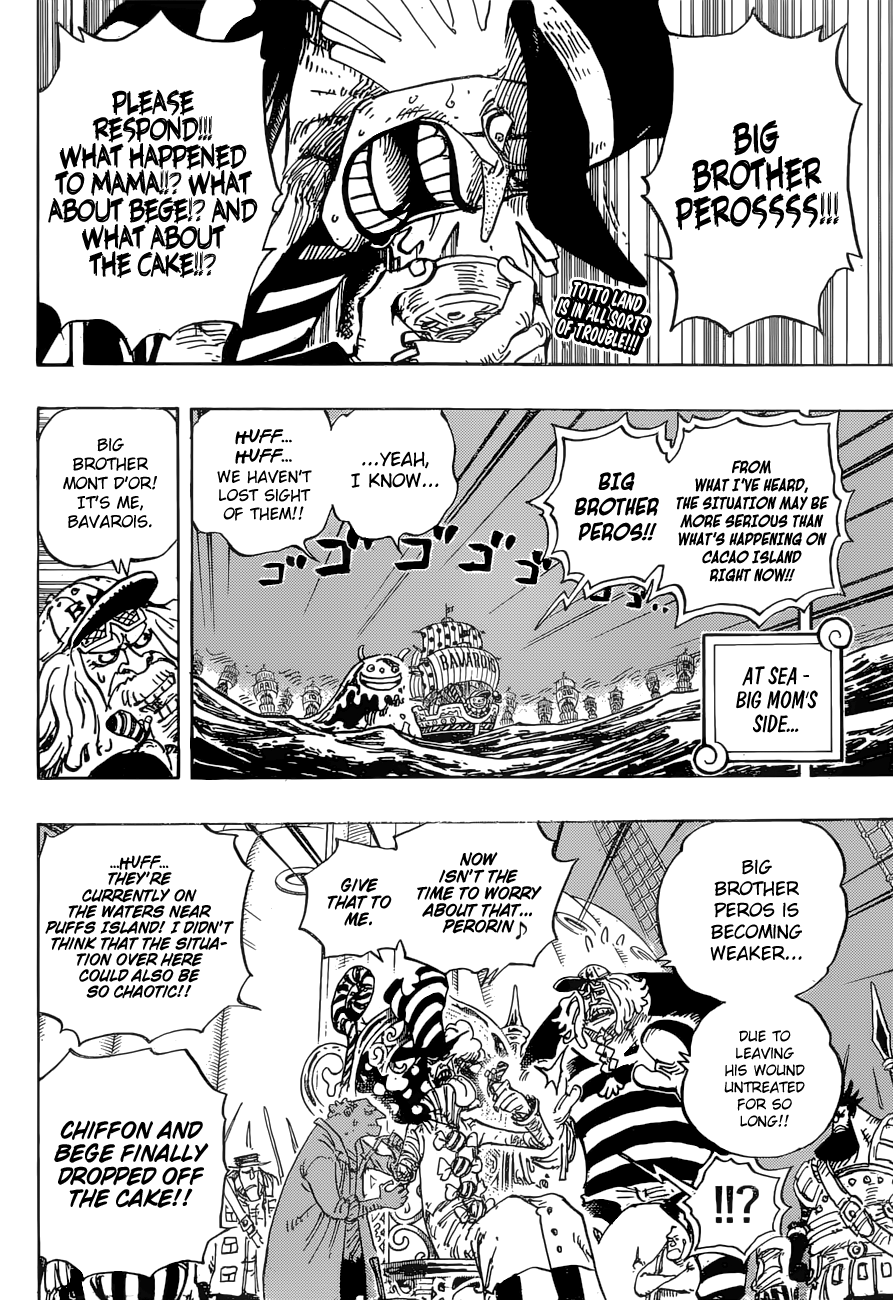 BIG
BROTHER
PEROSSSS!!!
PLEASE
RESPOND!!!
WHAT HAPPENED
TO MAMA!!? WHAT
ABOUT BEGE!? AND
WHAT ABOUT
THE CAKE!!?
TOTTO LAND
IS IN ALL SORTS
OF TROUBLE!!!
FROM
WHAT I'VE HEARD,
THE SITUATION MAY BE
MORE SERIOUS THAN
WHAT'S HAPPENING ON
CACAO ISLAND
RIGHT NOW!!
BIG
BROTHER
PEROS!!
AT SEA -
BIG MOM'S
SIDE...
...YEAH,
I KNOW...
HUFF...
HUFF...
WE HAVEN'T
LOST SIGHT
OF THEM!!
ゴゴゴゴゴ
BAVAROIS
BIG
BROTHER
MONT D'OR!
IT'S ME,
BAVAROIS.
BIG
BROTHER
PEROS IS
BECOMING
WEAKER...
DUE TO
LEAVING
HIS WOUND
UNTREATED
FOR SO
LONG!!
NOW
ISN'T THE
TIME TO WORRY
ABOUT THAT...
PERORIN♪
GIVE
THAT TO
ME.
!!?
...HUFF...
THEY'RE
CURRENTLY ON
THE WATERS NEAR
PUFFS ISLAND! I DIDN'T
THINK THAT THE SITUA-
TION OVER HERE
COULD ALSO BE
SO CHAOTIC!!
CHIFFON AND
BEGE FINALLY
DROPPED OFF
THE CAKE!!